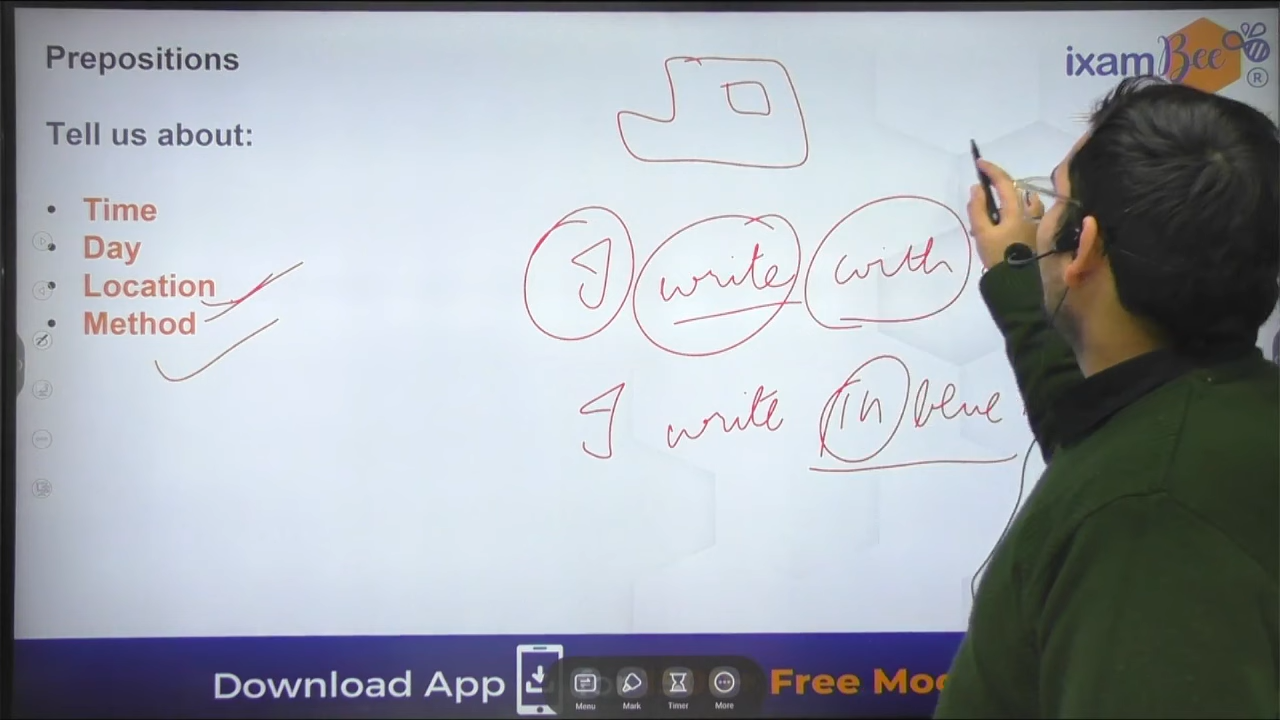 Prepositions
ixamBee
®
Tell us about:
• Time
• Day
• Location
• Method
I write with
I write in blue
Download App
Free Moc
Menu
Mark
Timer
More